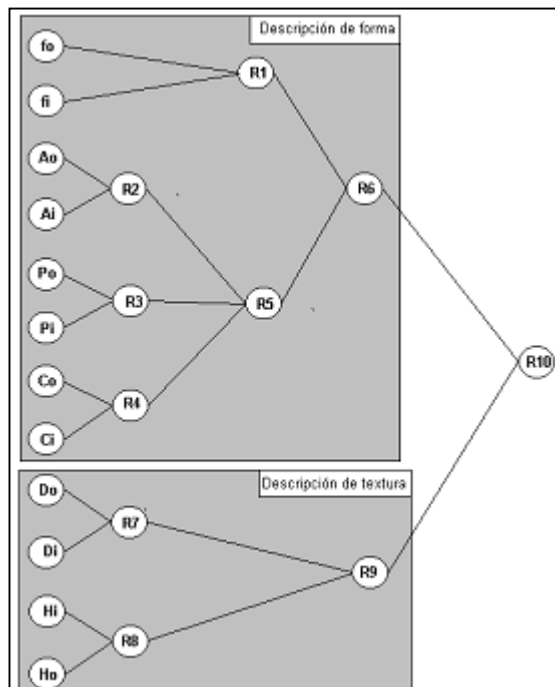 Descripción de forma
fo
R1
fi
Ao
R2
R6
Ai
Po
R3
R5
Pi
R10
Co
R4
Ci
Descripción de textura
Do
R7
Di
R9
Hi
R8
Ho